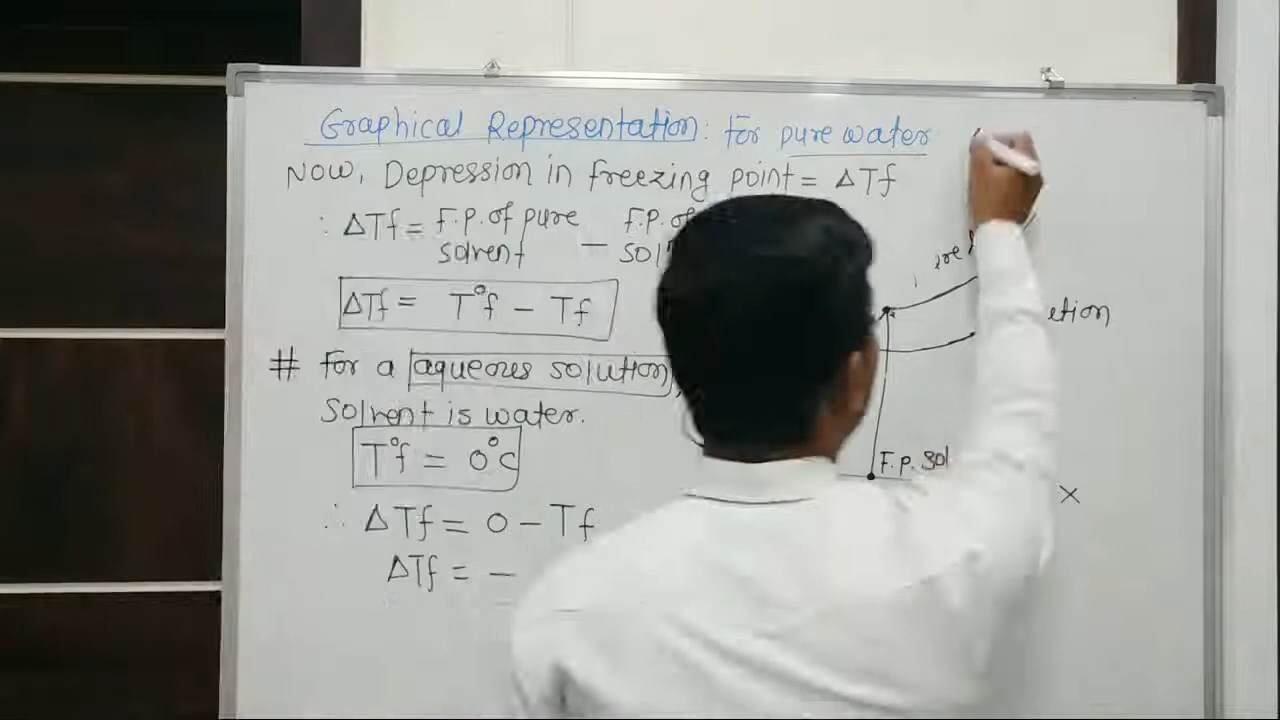 Graphical Representation: For pure water
Now, Depression in freezing point = ΔTf
∴ ΔTf = F.P. of pure solvent – F.P. of
ΔTf = T°f – Tf
# For a aqueous solution,
Solvent is water.
T°f = 0°C
∴ ΔTf = 0 – Tf
ΔTf = –
F.P. Sol
X